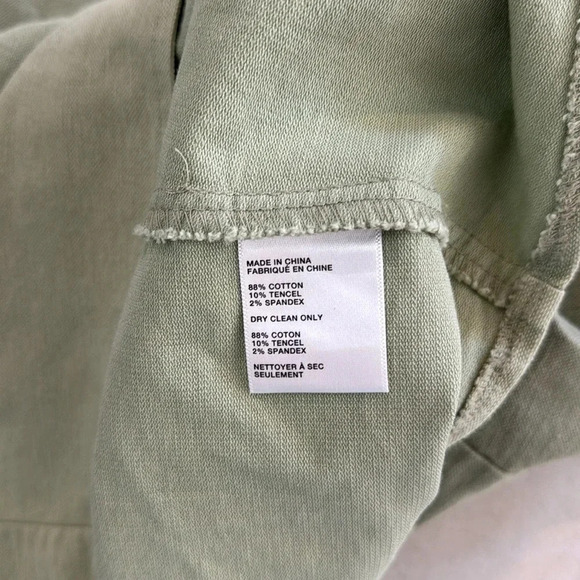 MADE IN CHINA
FABRIQUÉ EN CHINE
88% COTTON
10% TENCEL
2% SPANDEX
DRY CLEAN ONLY
88% COTON
10% TENCEL
2% SPANDEX
NETTOYER À SEC
SEULEMENT